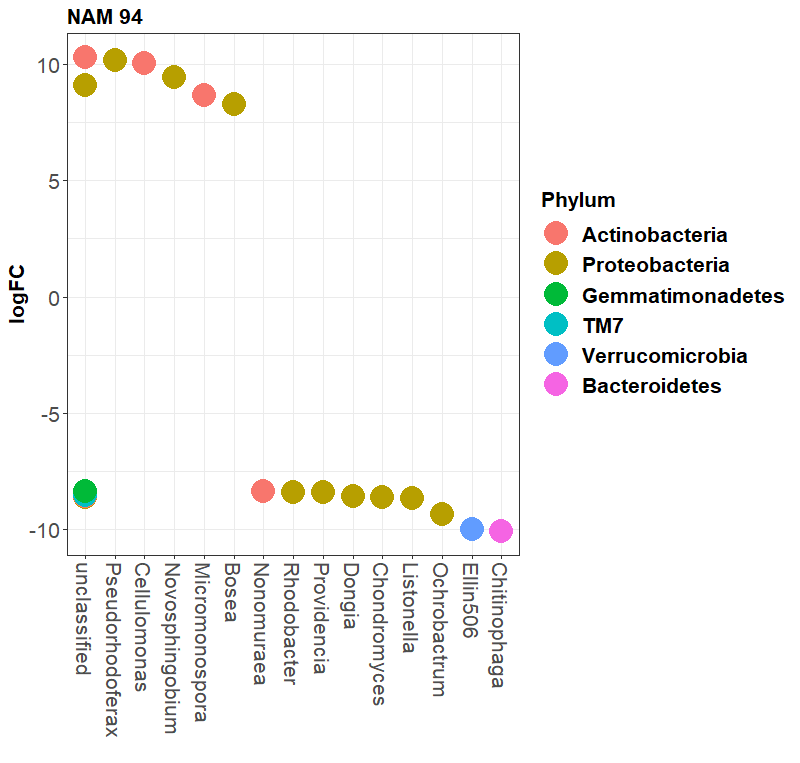 NAM 94
logFC
10
5
0
-5
-10
unclassified
Pseudorhodoferax
Cellulomonas
Novosphingobium
Micromonospora
Bosea
Nonomuraea
Rhodobacter
Providencia
Dongia
Chondromyces
Listonella
Ochrobactrum
Ellin506
Chitinophaga
Phylum
Actinobacteria
Proteobacteria
Gemmatimonadetes
TM7
Verrucomicrobia
Bacteroidetes